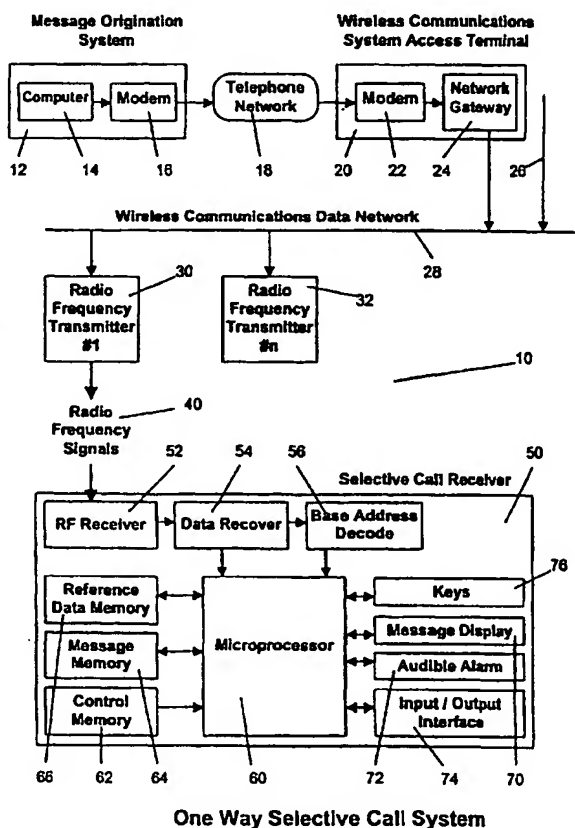 Message Origination
System
Wireless Communications
System Access Terminal
Computer
Modem
Telephone
Network
Modem
Network
Gateway
12
14
16
18
20
22
24
26
Wireless Communications Data Network
28
30
Radio
Frequency
Transmitter
#1
32
Radio
Frequency
Transmitter
#n
10
40
Radio
Frequency
Signals
52
54
56
50
Selective Call Receiver
RF Receiver
Data Recover
Base Address
Decode
76
Reference
Data Memory
Microprocessor
Keys
Message Memory
Message Display
Audible Alarm
Control
Memory
Input / Output
Interface
66
62
64
60
72
74
70
One Way Selective Call System